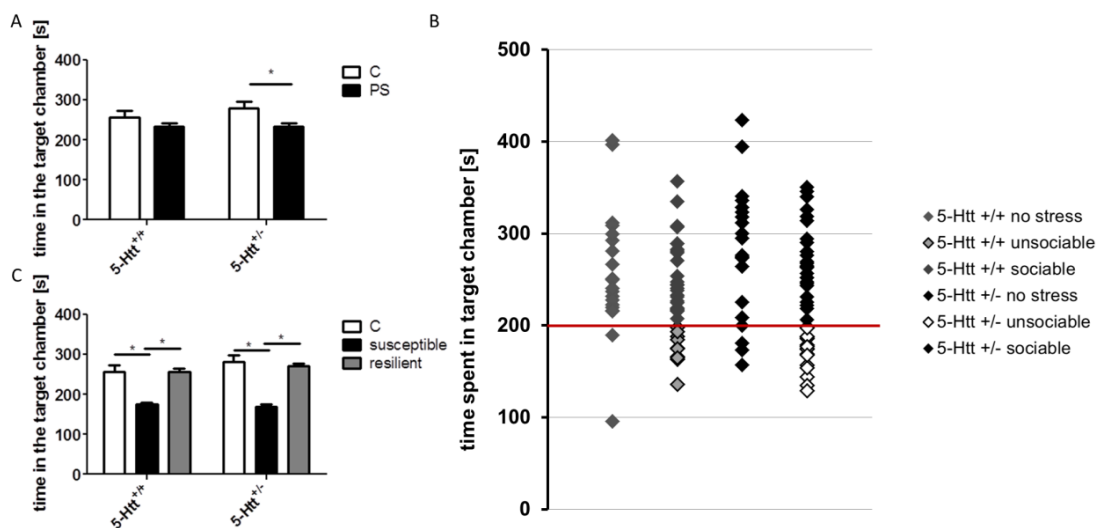 A
time in the target chamber [s]
400
300
200
100
0
*
C
PS
5-Htt+/+
5-Htt+/-
B
time spent in target chamber [s]
500
400
300
200
100
0
5-Htt +/+ no stress
5-Htt +/+ unsociable
5-Htt +/+ sociable
5-Htt +/- no stress
5-Htt +/- unsociable
5-Htt +/- sociable
C
time in the target chamber [s]
400
300
200
100
0
* * * *
C
susceptible
resilient
5-Htt+/+
5-Htt+/-